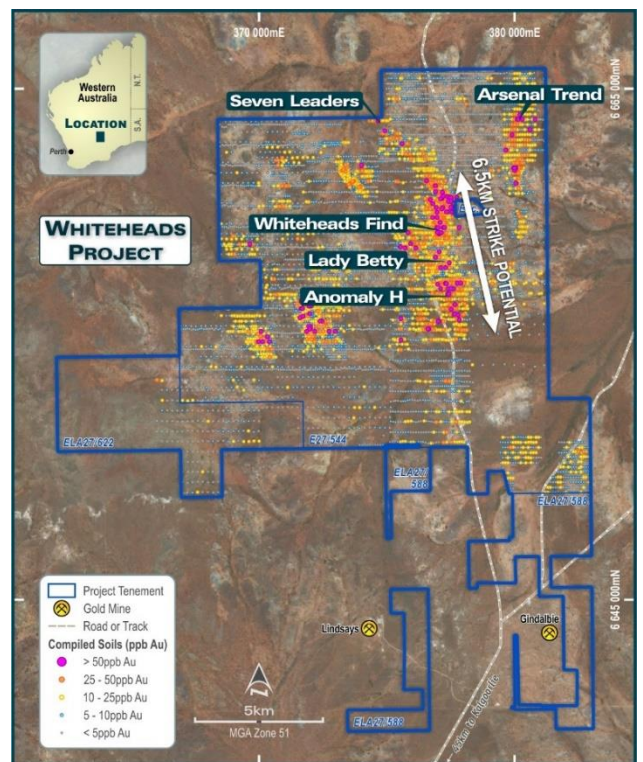 370 000mE
380 000mE
6 665 000mN
6 645 000mN
Western
Australia
LOCATION
Perth
N.T.
S.A.
WHITEHEADS
PROJECT
Seven Leaders
Arsenal Trend
Whiteheads Find
Lady Betty
Anomaly H
6.5KM STRIKE POTENTIAL
ELA27/622
E27/544
ELA27/
588
ELA27/586
Lindsays
Gindalbie
ELA27/588
Project Tenement
Gold Mine
Road or Track
Compiled Soils (ppb Au)
> 50ppb Au
25 - 50ppb Au
10 - 25ppb Au
5 - 10ppb Au
< 5ppb Au
5km
MGA Zone 51